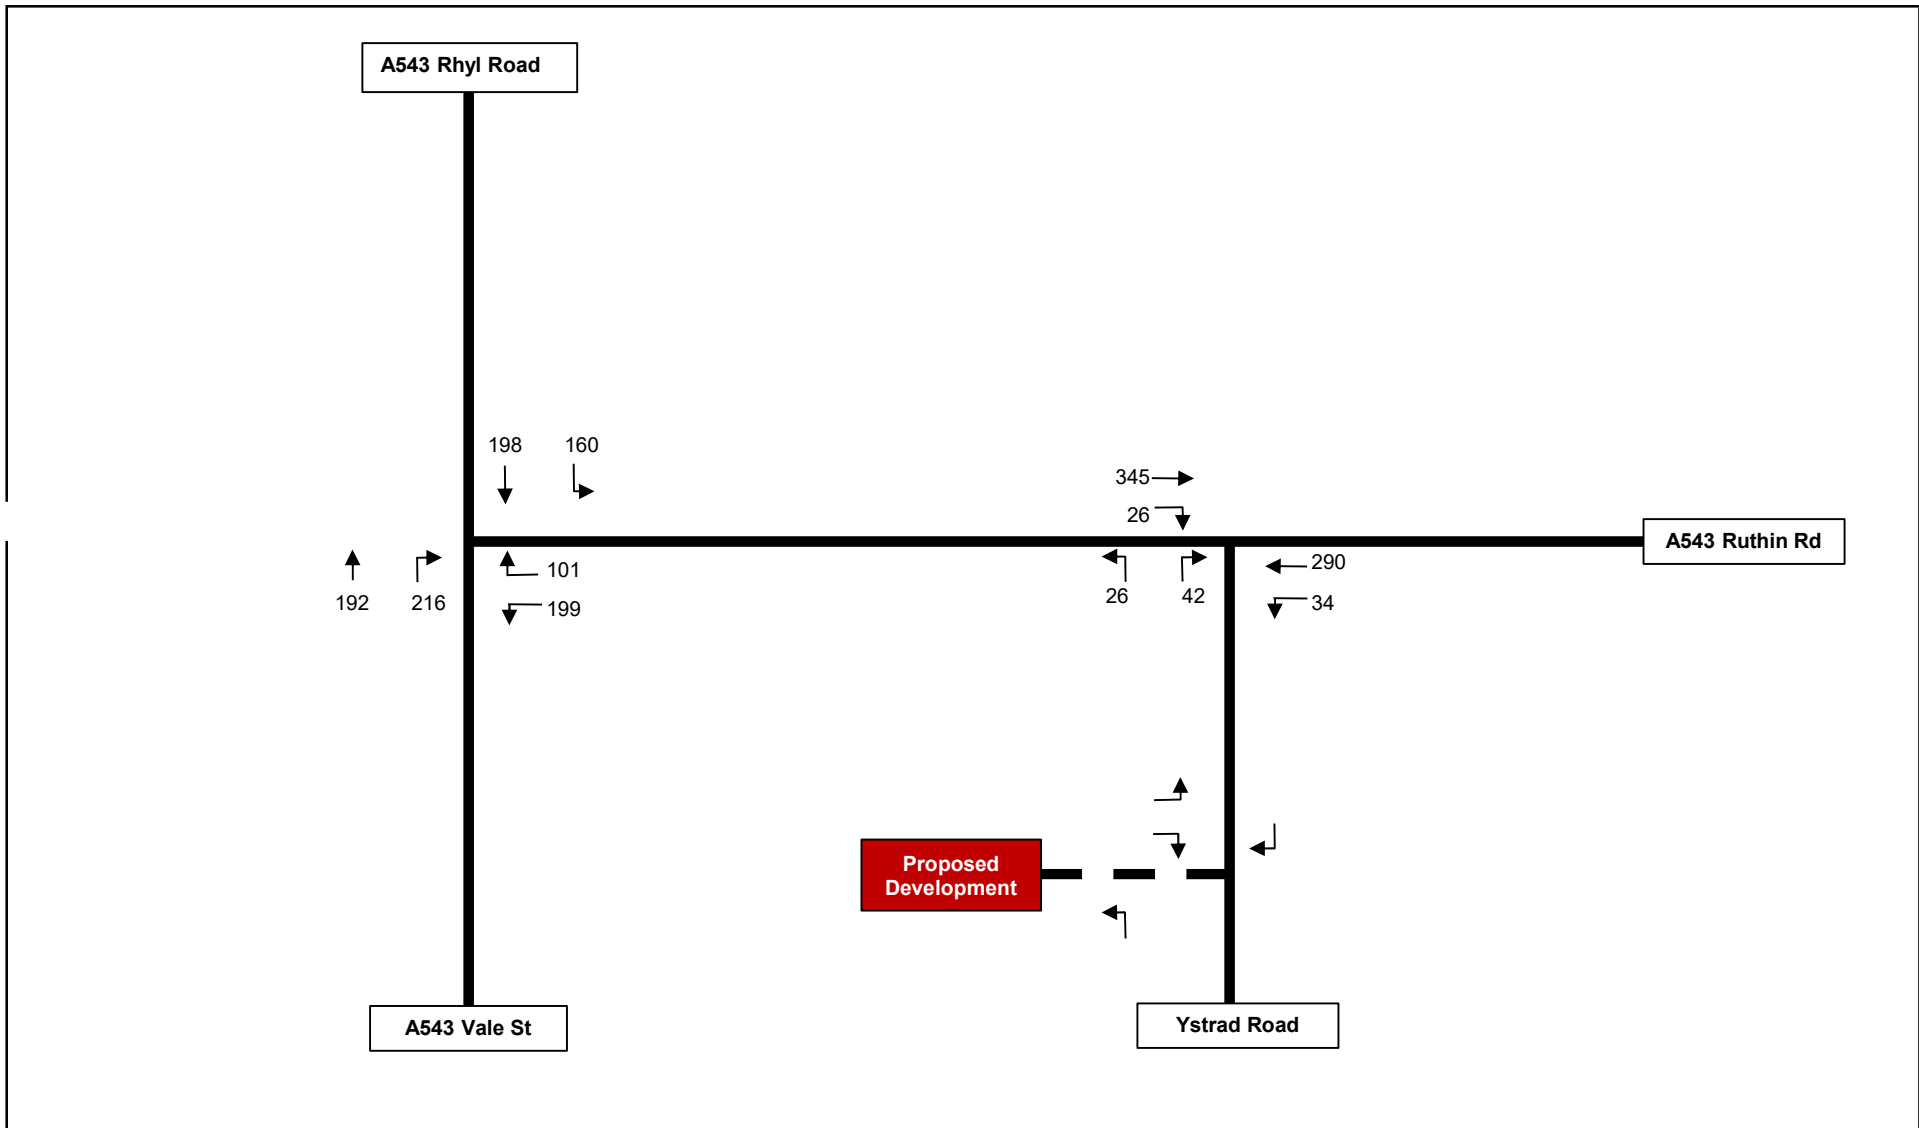 A543 Rhyl Road
198 160
345
26
A543 Ruthin Rd
101
290
192 216
199
26 42
34
Proposed
Development
A543 Vale St
Ystrad Road